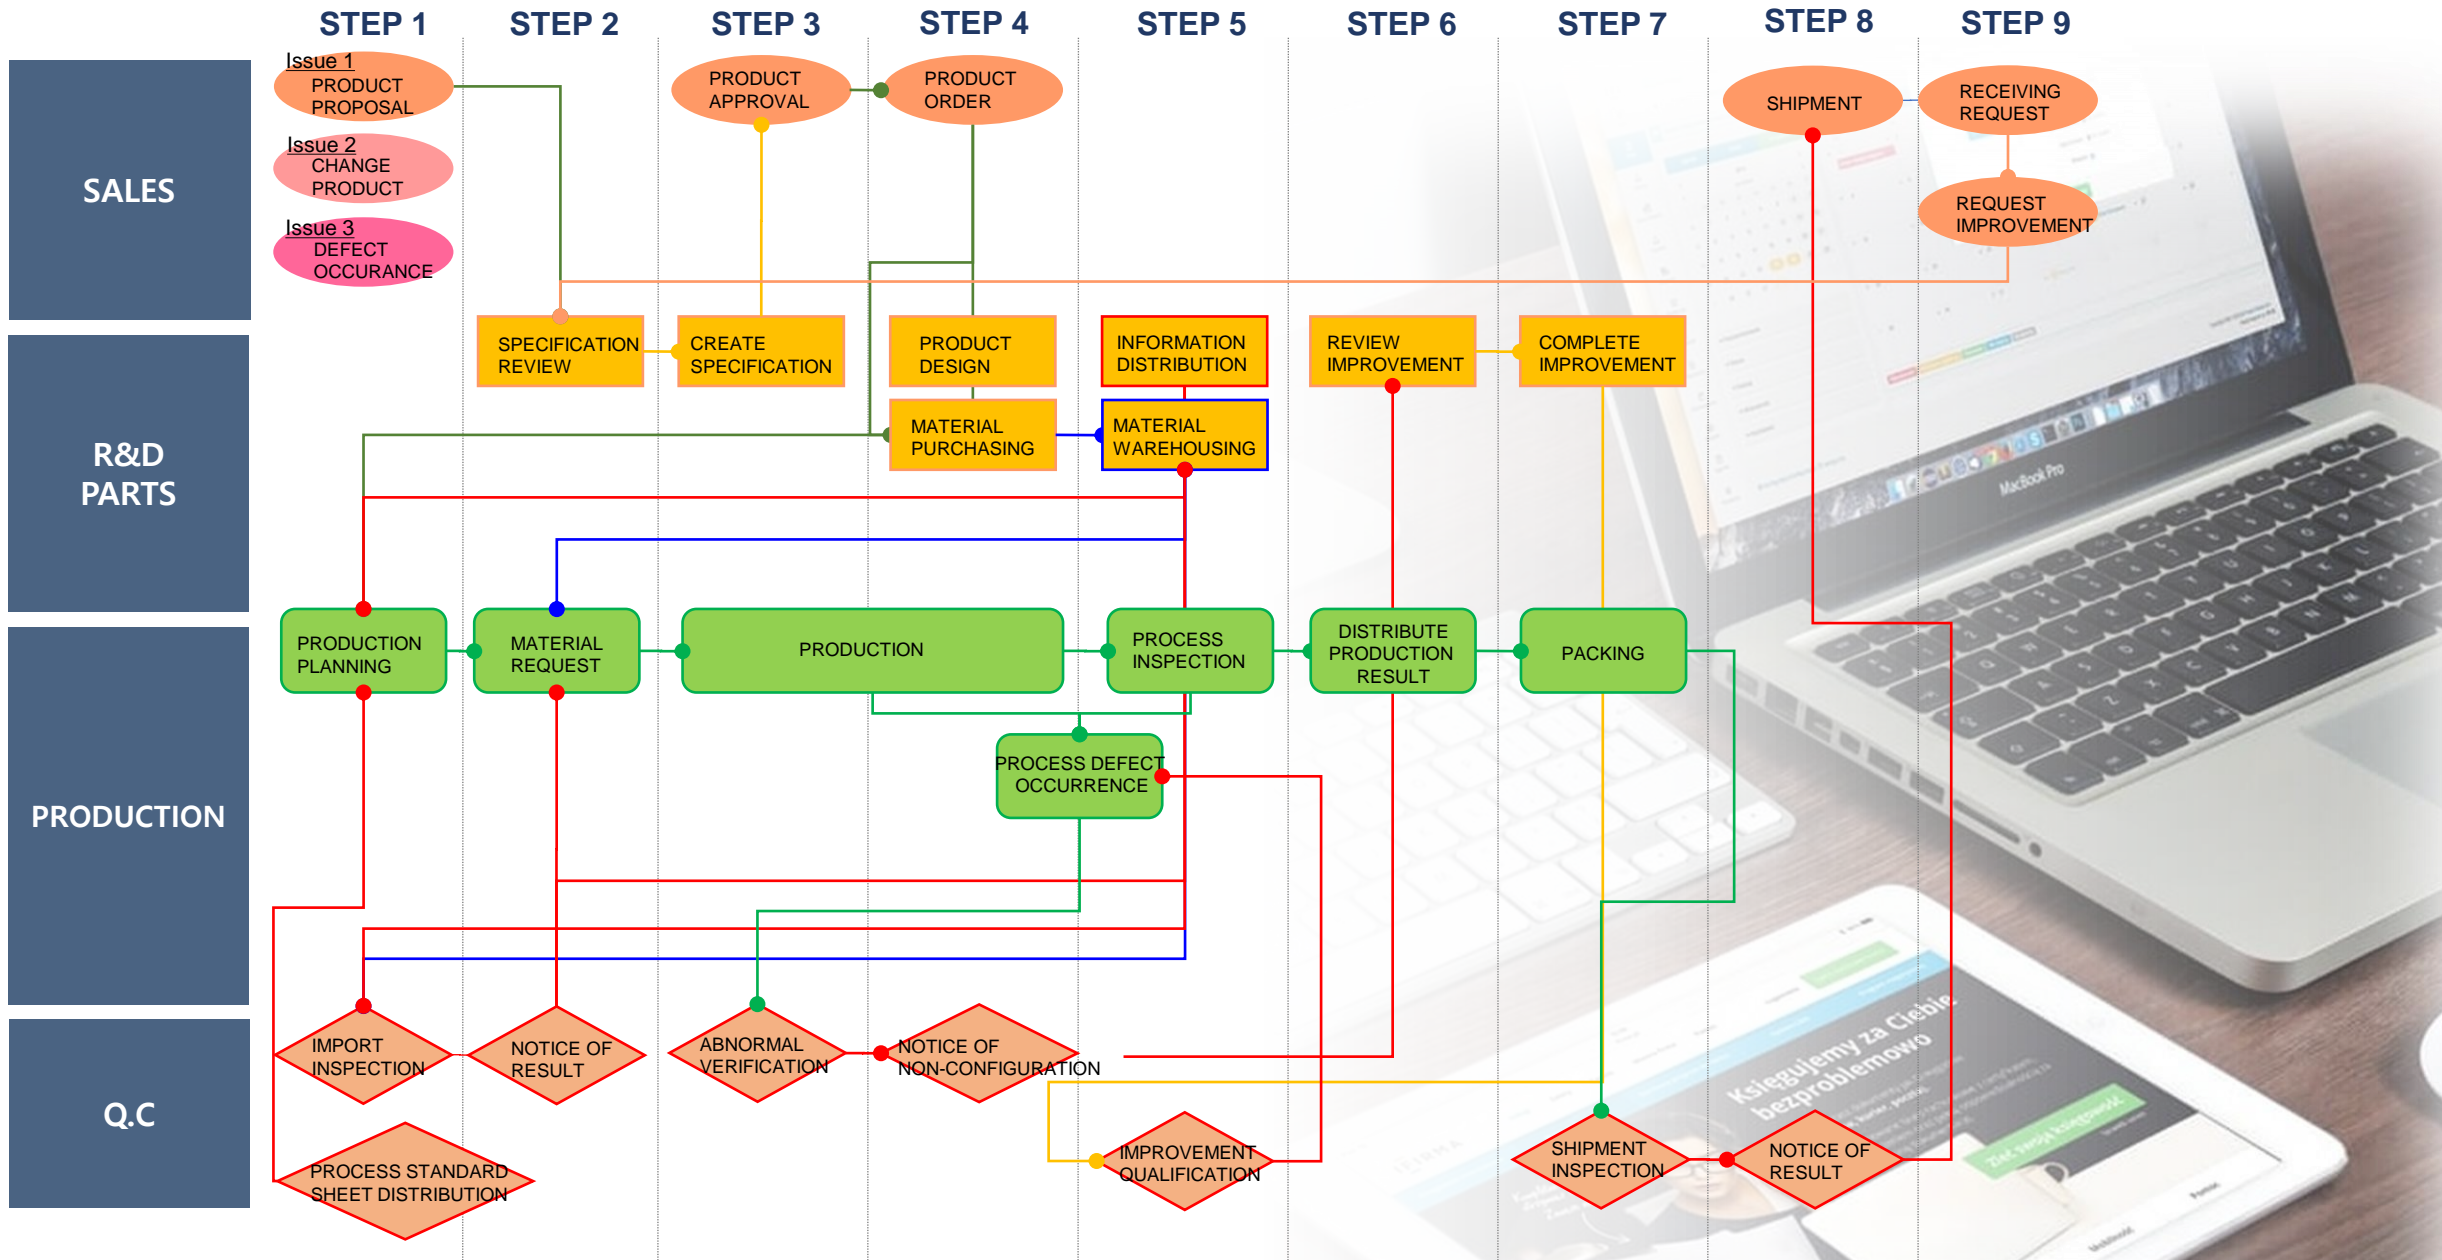 STEP 1
STEP 2
STEP 3
STEP 4
STEP 5
STEP 6
STEP 7
STEP 8
STEP 9
SALES
Issue 1
PRODUCT
PROPOSAL
Issue 2
CHANGE
PRODUCT
Issue 3
DEFECT
OCCURANCE
PRODUCT
APPROVAL
PRODUCT
ORDER
SHIPMENT
RECEIVING
REQUEST
REQUEST
IMPROVEMENT
R&D
PARTS
SPECIFICATION
REVIEW
CREATE
SPECIFICATION
PRODUCT
DESIGN
INFORMATION
DISTRIBUTION
REVIEW
IMPROVEMENT
COMPLETE
IMPROVEMENT
MATERIAL
PURCHASING
MATERIAL
WAREHOUSING
MacBook Pro
PRODUCTION
PRODUCTION
PLANNING
MATERIAL
REQUEST
PRODUCTION
PROCESS
INSPECTION
DISTRIBUTE
PRODUCTION
RESULT
PACKING
PROCESS DEFECT
OCCURRENCE
Q.C
IMPORT
INSPECTION
NOTICE OF
RESULT
ABNORMAL
VERIFICATION
NOTICE OF
NON-CONFIGURATION
PROCESS STANDARD
SHEET DISTRIBUTION
IMPROVEMENT
QUALIFICATION
SHIPMENT
INSPECTION
NOTICE OF
RESULT
Księgujemy za Ciebie
bezproblemowo
Zleć swoją księgowość